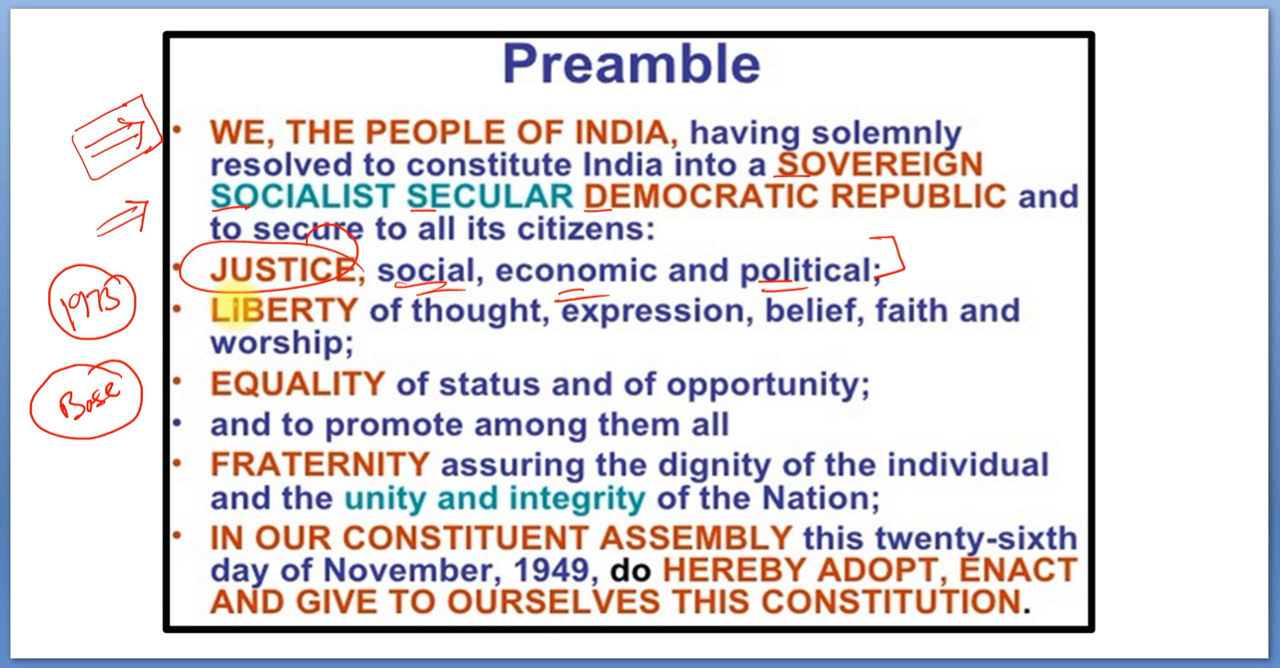 Preamble
• WE, THE PEOPLE OF INDIA, having solemnly
resolved to constitute India into a SOVEREIGN
SOCIALIST SECULAR DEMOCRATIC REPUBLIC and
to secure to all its citizens:
• JUSTICE, social, economic and political;
1973
• LIBERTY of thought, expression, belief, faith and
worship;
Base
• EQUALITY of status and of opportunity;
• and to promote among them all
• FRATERNITY assuring the dignity of the individual
and the unity and integrity of the Nation;
• IN OUR CONSTITUENT ASSEMBLY this twenty-sixth
day of November, 1949, do HEREBY ADOPT, ENACT
AND GIVE TO OURSELVES THIS CONSTITUTION.